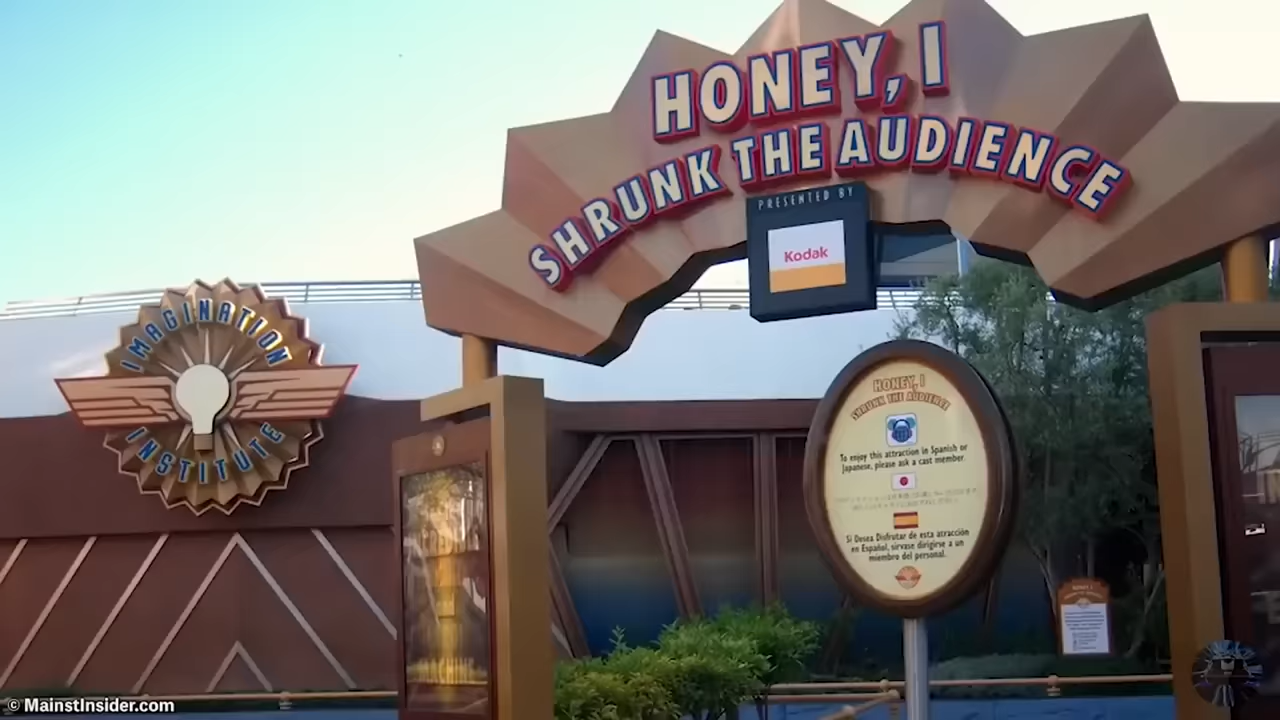 HONEY, I
SHRUNK THE AUDIENCE
PRESENTED BY
Kodak
IMAGINATION
INSTITUTE
HONEY, I
SHRUNK THE AUDIENCE
To enjoy this attraction in Spanish or
Japanese, please ask a cast member.
Si Desea Disfrutar de esta atracción
en Español, sirvase dirigirse a un
miembro del personal.
© MainstInsider.com